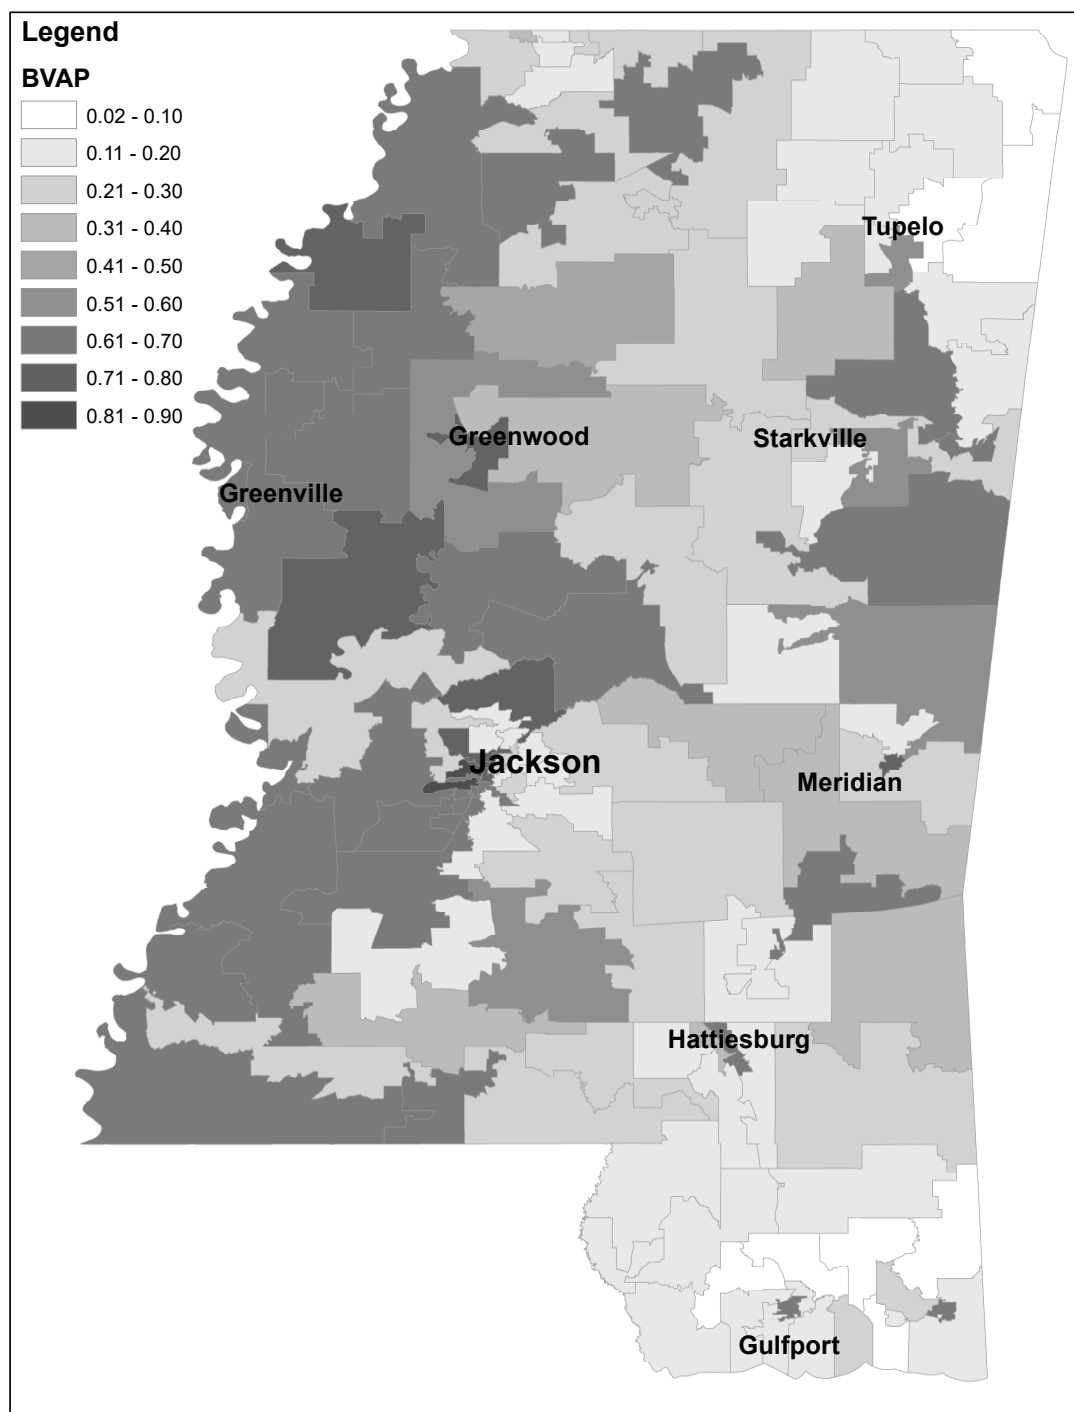 Legend
BVAP
0.02 - 0.10
0.11 - 0.20
0.21 - 0.30
0.31 - 0.40
0.41 - 0.50
0.51 - 0.60
0.61 - 0.70
0.71 - 0.80
0.81 - 0.90
Tupelo
Greenwood
Starkville
Greenville
Jackson
Meridian
Hattiesburg
Gulfport